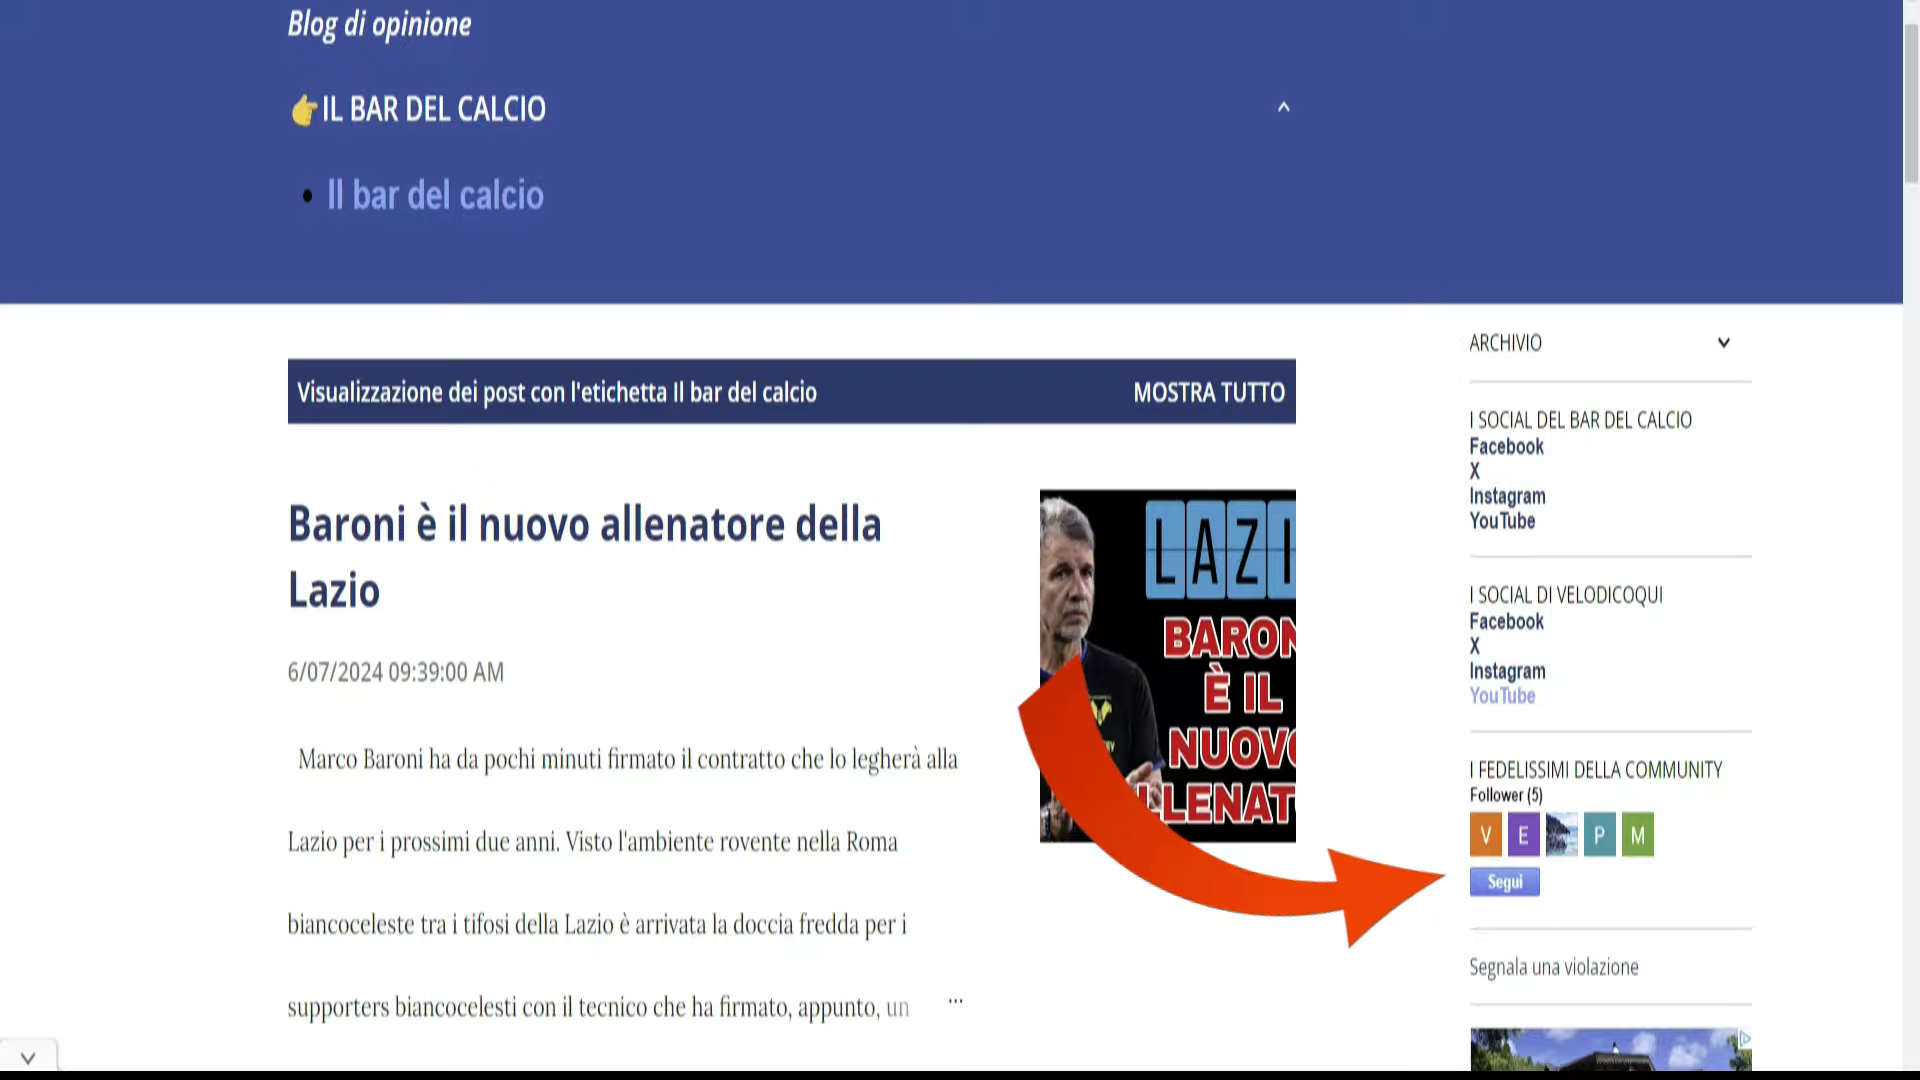 Blog di opinione
👉IL BAR DEL CALCIO
Il bar del calcio
Visualizzazione dei post con l'etichetta Il bar del calcio
MOSTRA TUTTO
Baroni è il nuovo allenatore della
Lazio
6/07/2024 09:39:00 AM
Marco Baroni ha da pochi minuti firmato il contratto che lo legherà alla
Lazio per i prossimi due anni. Visto l'ambiente rovente nella Roma
biancoceleste tra i tifosi della Lazio è arrivata la doccia fredda per i
supporters biancocelesti con il tecnico che ha firmato, appunto, un
...
LAZI
BARON
È IL
NUOVO
LLENAT
ARCHIVIO
I SOCIAL DEL BAR DEL CALCIO
Facebook
X
Instagram
YouTube
I SOCIAL DI VELODICOQUI
Facebook
X
Instagram
YouTube
I FEDELISSIMI DELLA COMMUNITY
Follower (5)
V E P M
Segui
Segnala una violazione